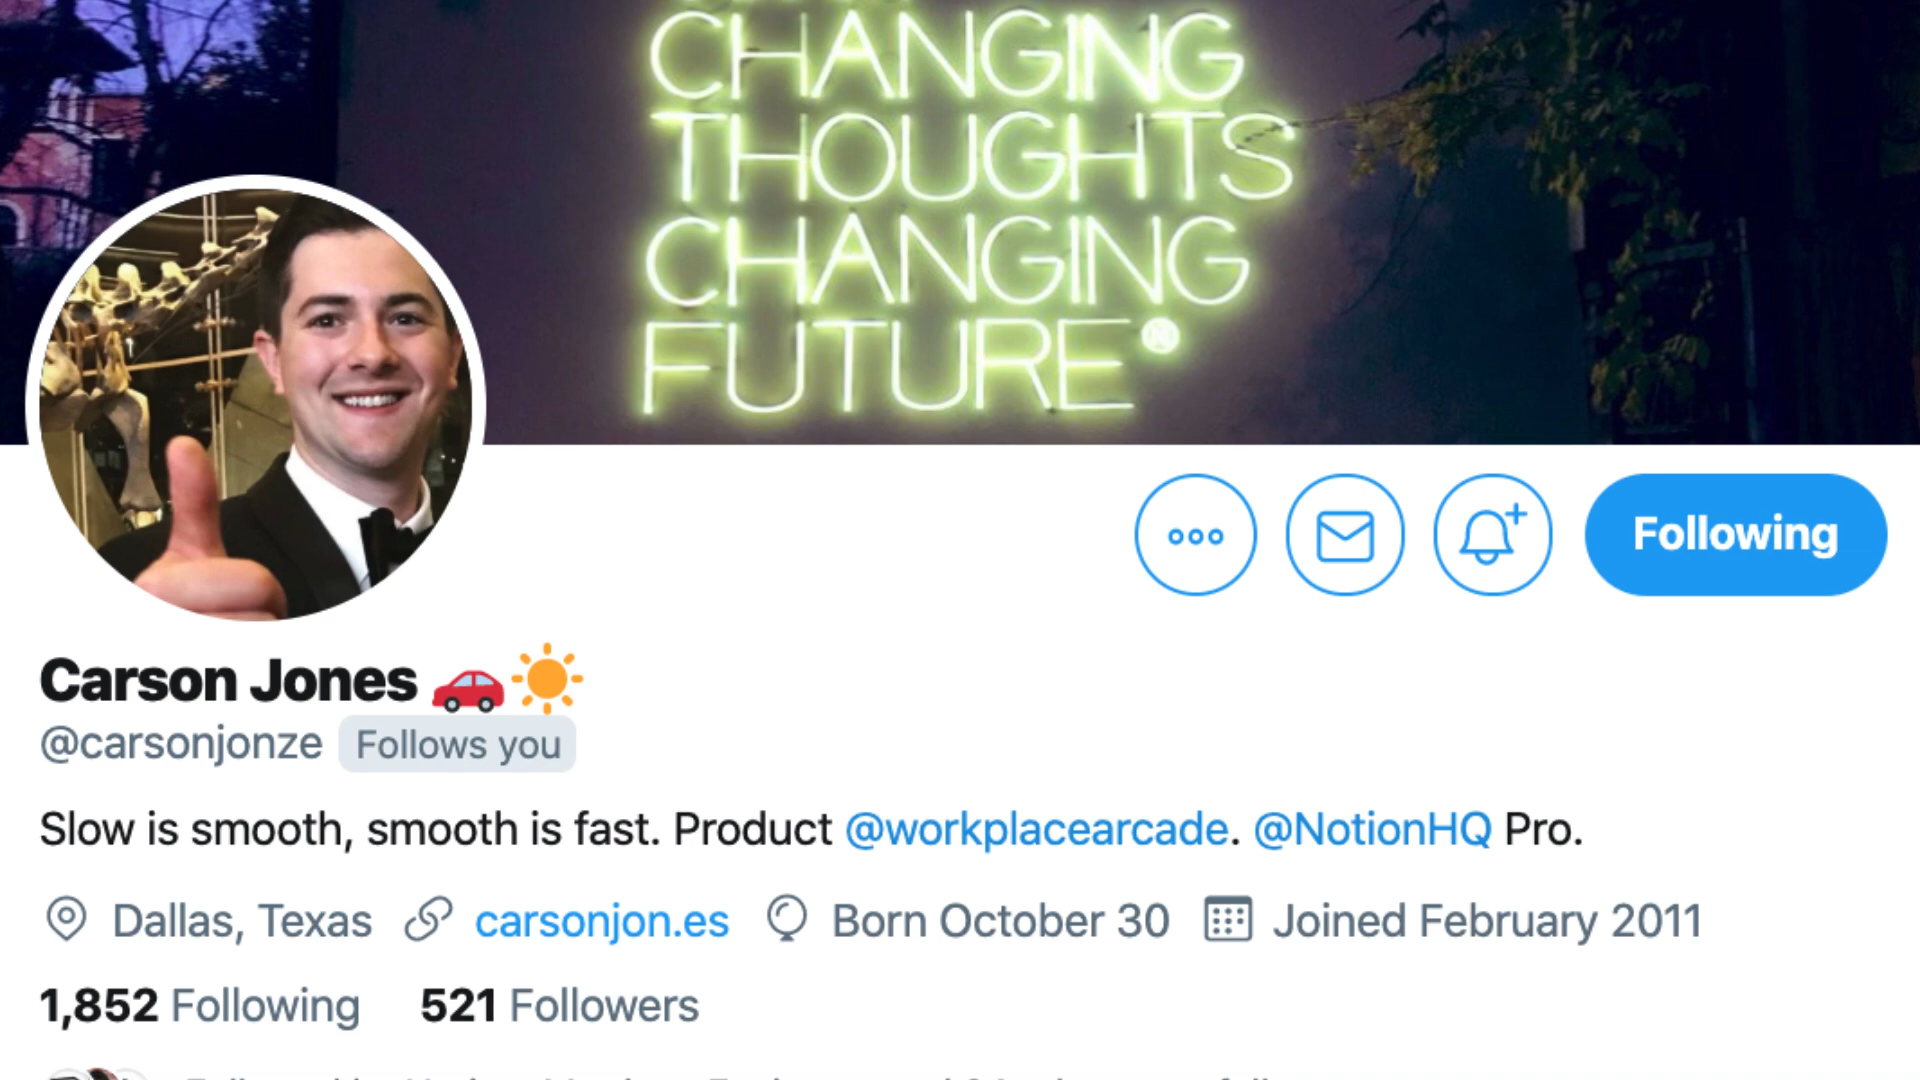 CHANGING
THOUGHTS
CHANGING
FUTURE
Following
Carson Jones 🚗☀️
@carsonjonze Follows you
Slow is smooth, smooth is fast. Product @workplacearcade. @NotionHQ Pro.
Dallas, Texas carsonjon.es Born October 30 Joined February 2011
1,852 Following 521 Followers